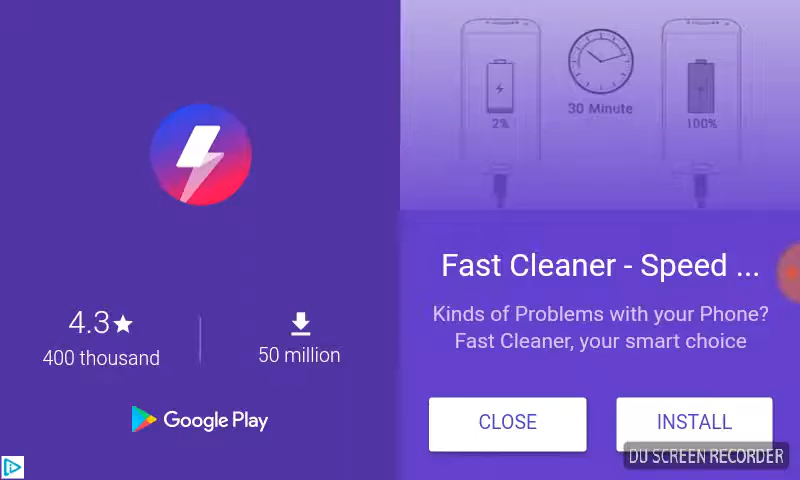 4.3★
400 thousand
50 million
Google Play
30 Minute
2%
100%
Fast Cleaner - Speed ...
Kinds of Problems with your Phone?
Fast Cleaner, your smart choice
CLOSE
INSTALL
DU SCREEN RECORDER